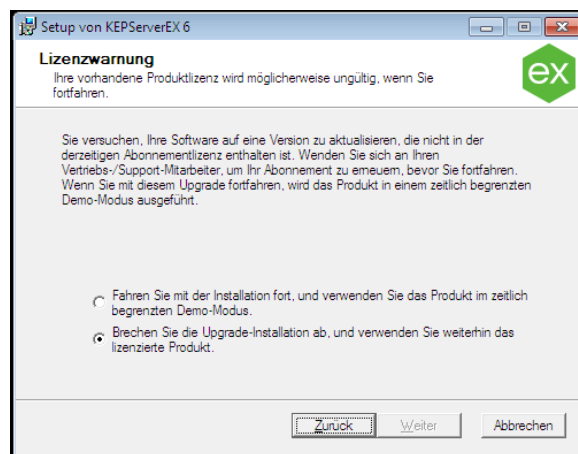 Setup von KEPServerEX 6
Lizenzwarnung
Ihre vorhandene Produktlizenz wird möglicherweise ungültig, wenn Sie
fortfahren.
ex
Sie versuchen, Ihre Software auf eine Version zu aktualisieren, die nicht in der
derzeitigen Abonnementlizenz enthalten ist. Wenden Sie sich an Ihren
Vertriebs-/Support-Mitarbeiter, um Ihr Abonnement zu erneuern, bevor Sie fortfahren.
Wenn Sie mit diesem Upgrade fortfahren, wird das Produkt in einem zeitlich begrenzten
Demo-Modus ausgeführt.
Fahren Sie mit der Installation fort, und verwenden Sie das Produkt im zeitlich
begrenzten Demo-Modus.
Brechen Sie die Upgrade-Installation ab, und verwenden Sie weiterhin das
lizenzierte Produkt.
Zurück Weiter Abbrechen